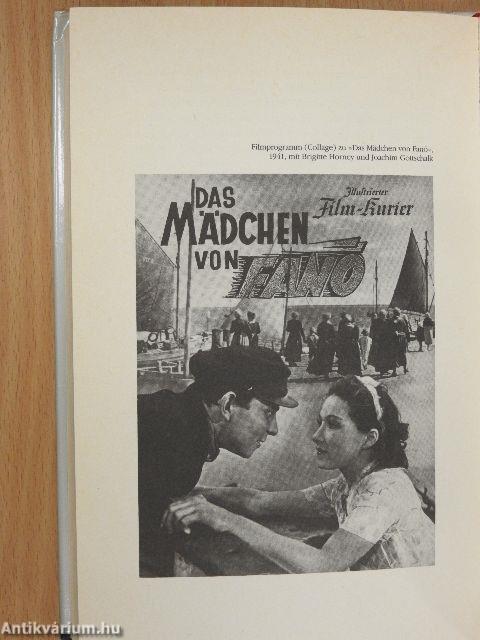 Filmprogramm (Collage) zu »Das Mädchen von Fanö«,
1941, mit Brigitte Horney und Joachim Gottschalk
DAS
MÄDCHEN
VON FANÖ
Illustrierter
Film-Kurier
Antikvárium.hu